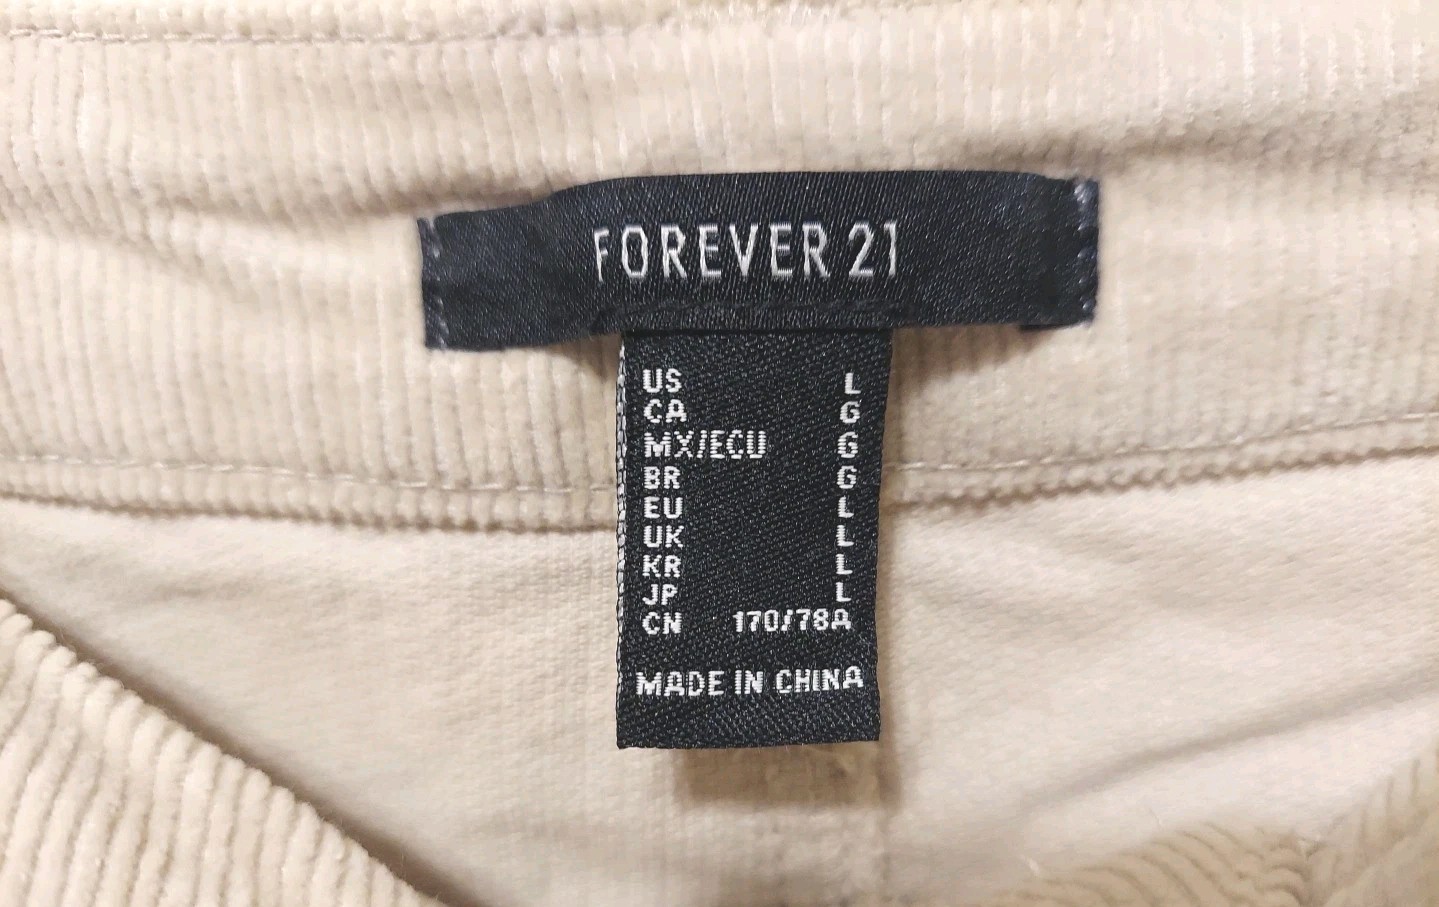 FOREVER 21
US L
CA G
MX/ECU G
BR G
EU L
UK L
KR L
JP L
CN 170/78A
MADE IN CHINA